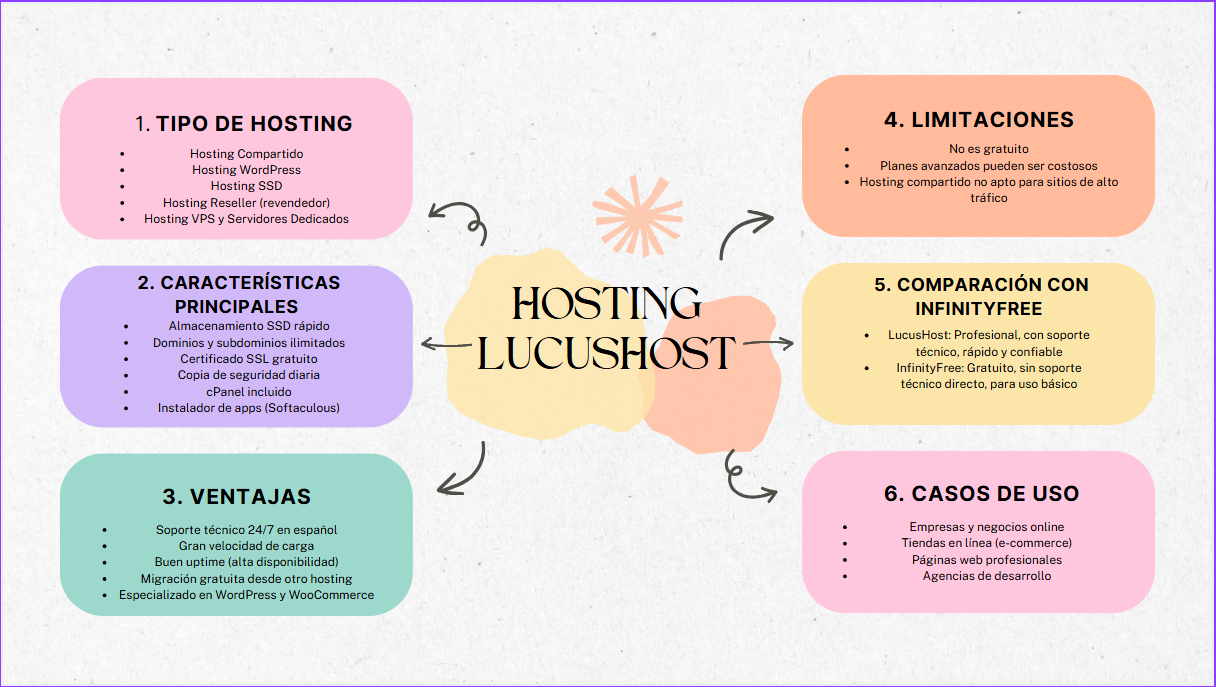 HOSTING
LUCUSHOST
1. TIPO DE HOSTING
• Hosting Compartido
• Hosting WordPress
• Hosting SSD
• Hosting Reseller (revendedor)
• Hosting VPS y Servidores Dedicados
2. CARACTERÍSTICAS
PRINCIPALES
• Almacenamiento SSD rápido
• Dominios y subdominios ilimitados
• Certificado SSL gratuito
• Copia de seguridad diaria
• cPanel incluido
• Instalador de apps (Softaculous)
3. VENTAJAS
• Soporte técnico 24/7 en español
• Gran velocidad de carga
• Buen uptime (alta disponibilidad)
• Migración gratuita desde otro hosting
• Especializado en WordPress y WooCommerce
4. LIMITACIONES
• No es gratuito
• Planes avanzados pueden ser costosos
• Hosting compartido no apto para sitios de alto
tráfico
5. COMPARACIÓN CON
INFINITYFREE
• LucusHost: Profesional, con soporte
técnico, rápido y confiable
• InfinityFree: Gratuito, sin soporte
técnico directo, para uso básico
6. CASOS DE USO
• Empresas y negocios online
• Tiendas en línea (e-commerce)
• Páginas web profesionales
• Agencias de desarrollo